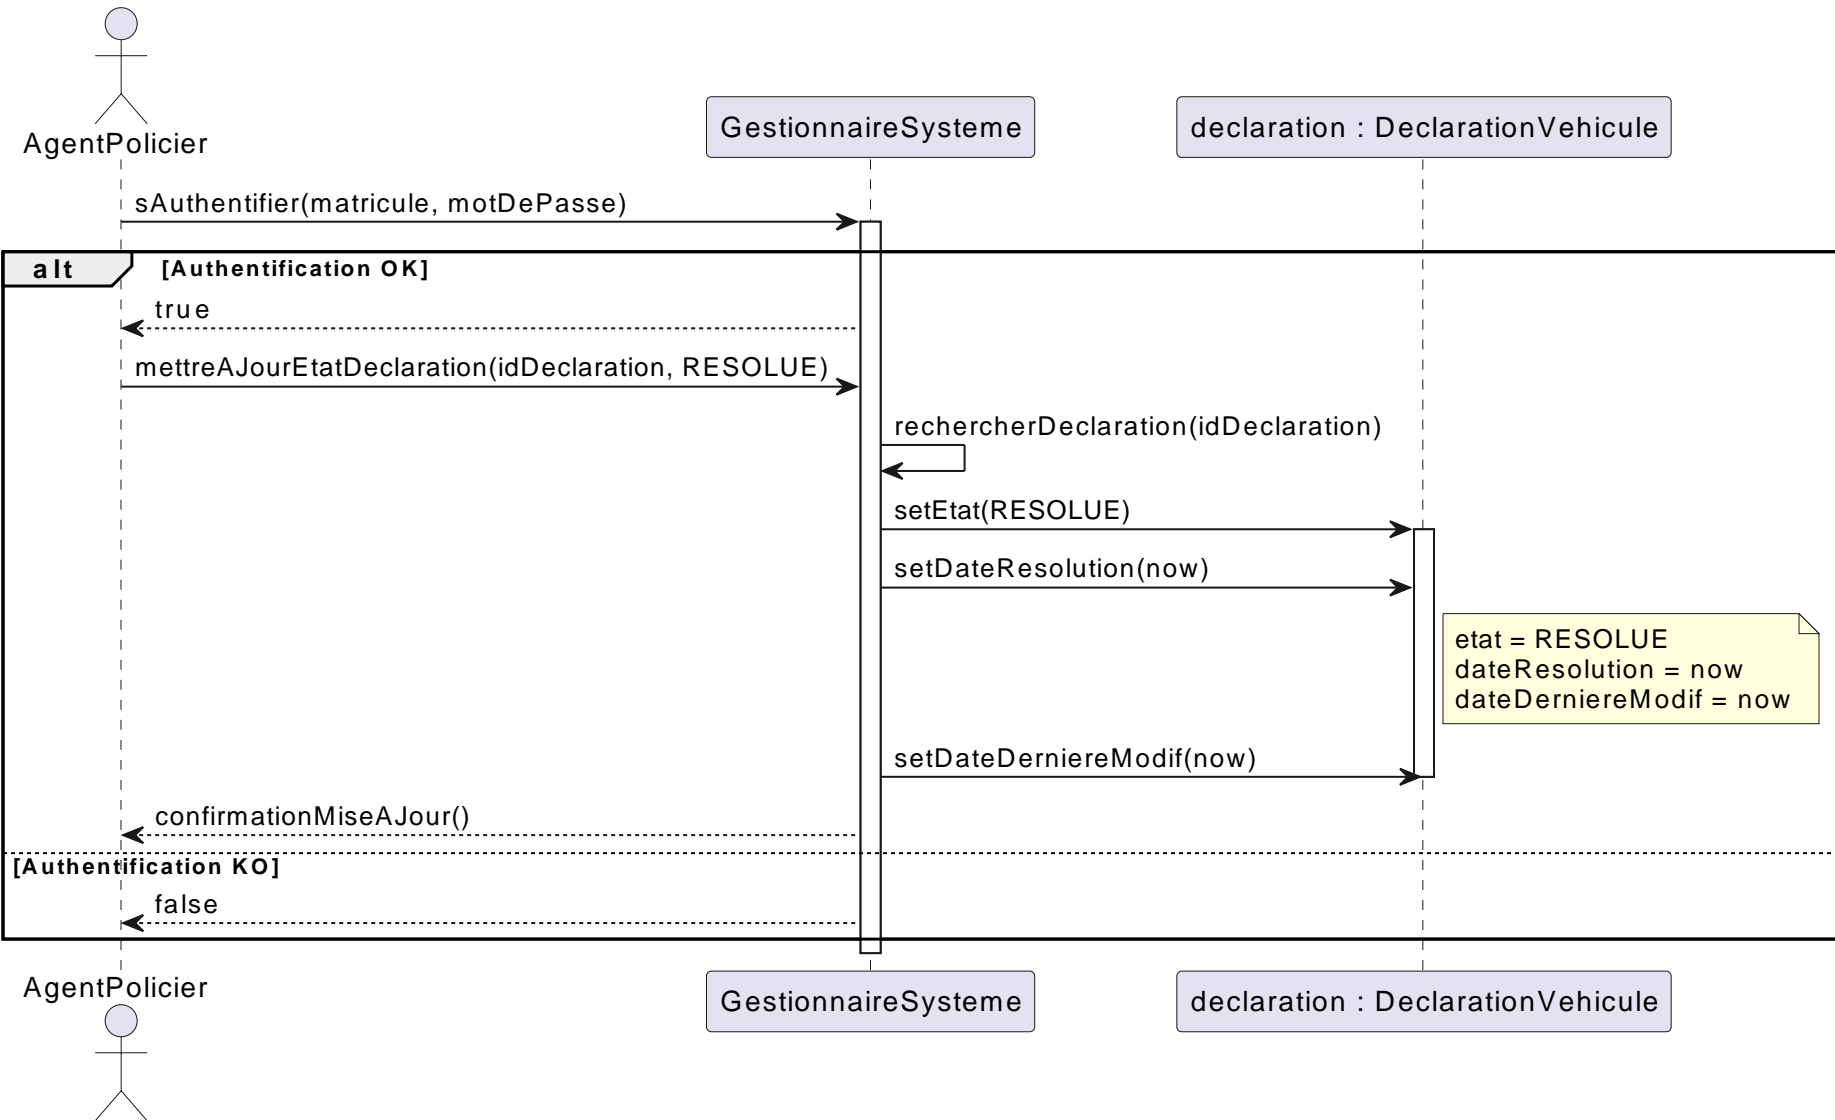 AgentPolicier
GestionnaireSysteme
declaration : DeclarationVehicule
sAuthentifier(matricule, motDePasse)
alt
[Authentification OK]
true
mettreAJourEtatDeclaration(idDeclaration, RESOLUE)
rechercherDeclaration(idDeclaration)
setEtat(RESOLUE)
setDateResolution(now)
etat = RESOLUE
dateResolution = now
dateDerniereModif = now
setDateDerniereModif(now)
confirmationMiseAJour()
[Authentification KO]
false
AgentPolicier
GestionnaireSysteme
declaration : DeclarationVehicule